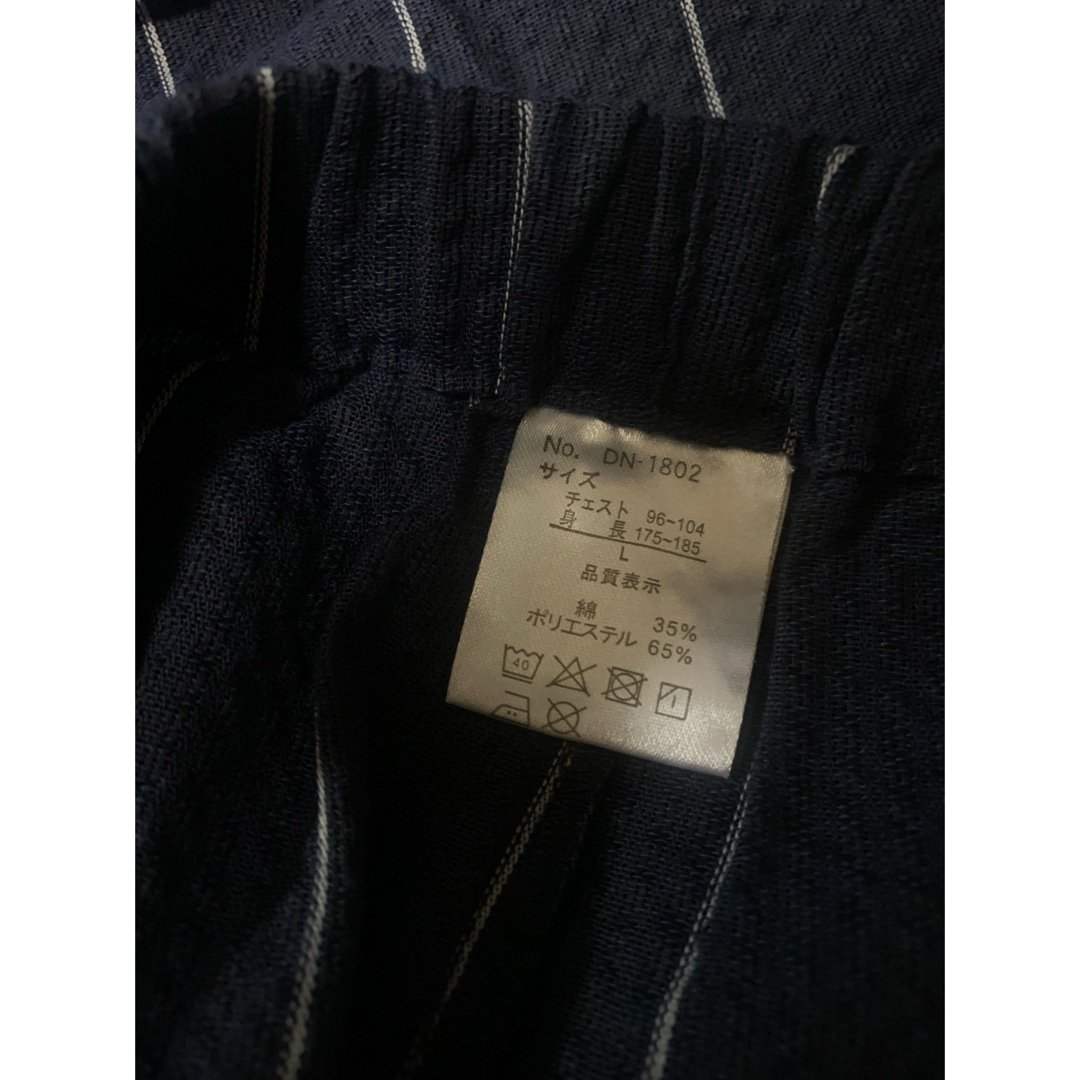 No. DN-1802
サイズ
チェスト 96~104
身 長 175~185
L
品質表示
綿 35%
ポリエステル 65%
40